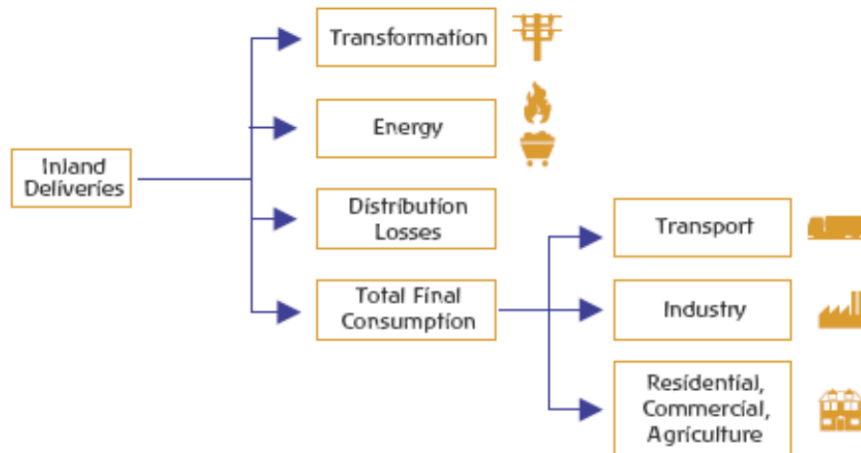 Transformation
Energy
Inland
Deliveries
Distribution
Losses
Total Final
Consumption
Transport
Industry
Residential,
Commercial,
Agriculture